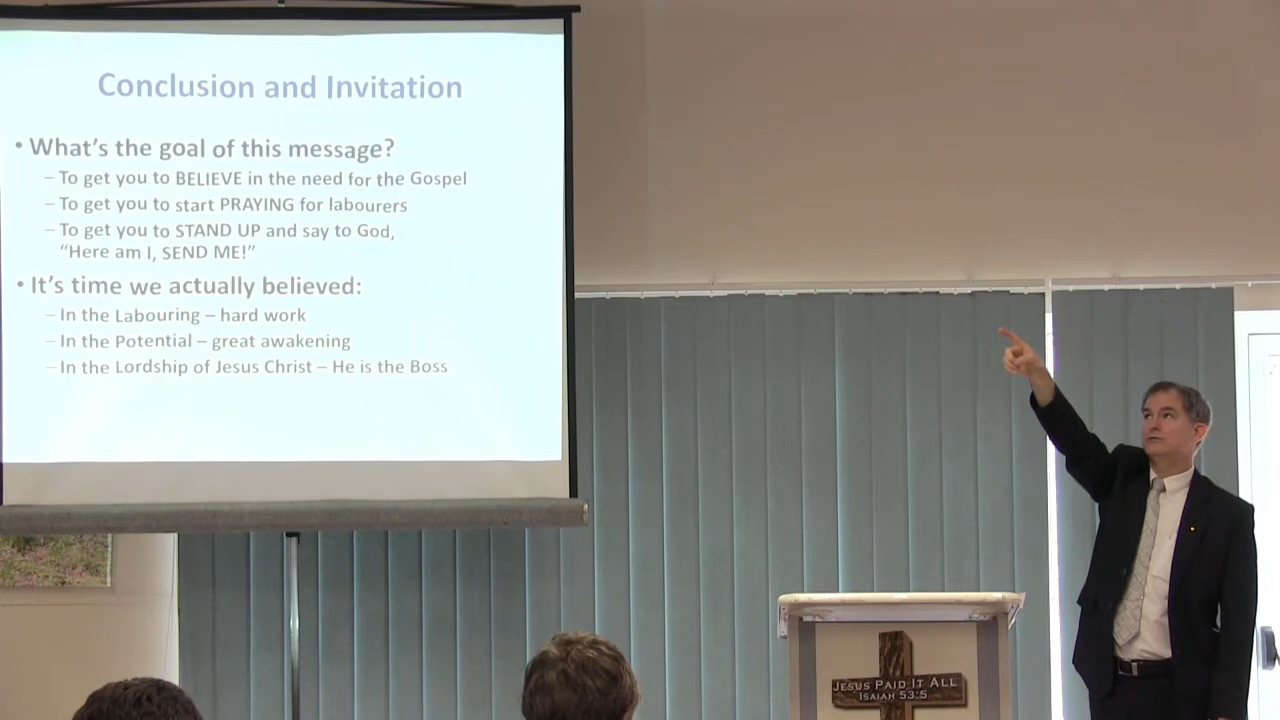 Conclusion and Invitation
• What's the goal of this message?
– To get you to BELIEVE in the need for the Gospel
– To get you to start PRAYING for labourers
– To get you to STAND UP and say to God,
“Here am I, SEND ME!”
• It's time we actually believed:
– In the Labouring – hard work
– In the Potential – great awakening
– In the Lordship of Jesus Christ – He is the Boss
JESUS PAID IT ALL
ISAIAH 53:5